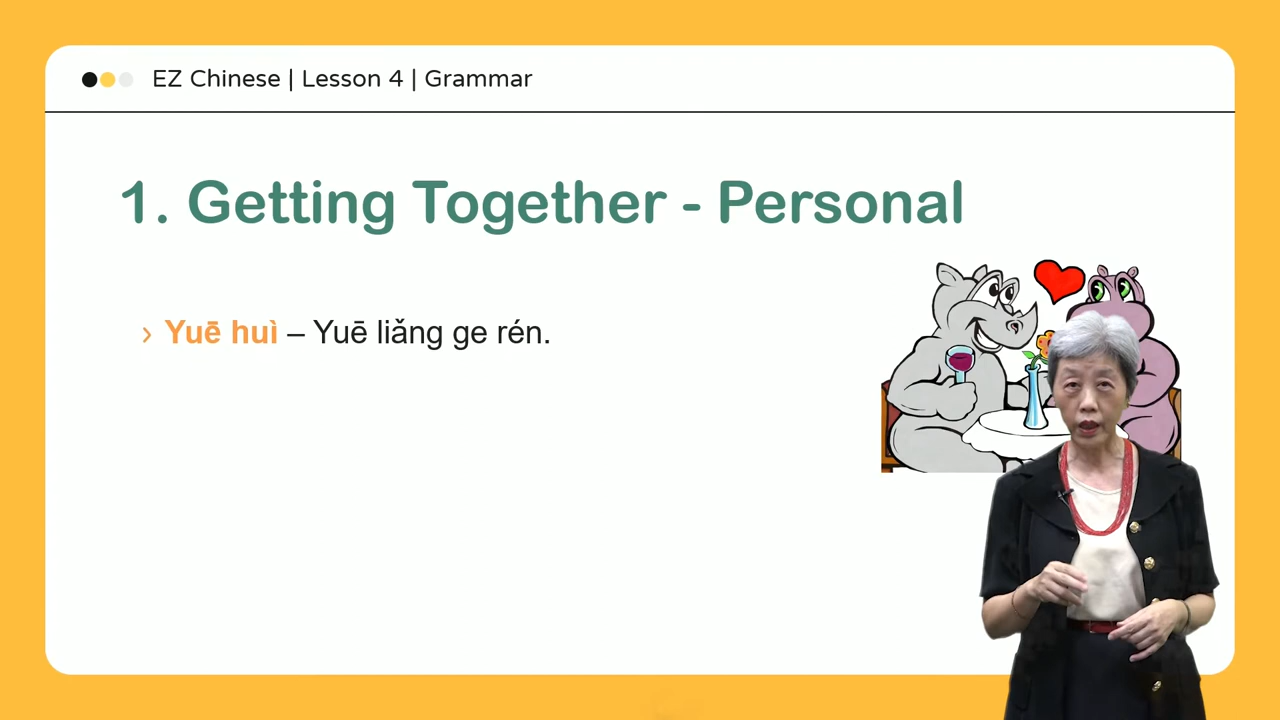 EZ Chinese | Lesson 4 | Grammar
1. Getting Together - Personal
› Yuē huì – Yuē liǎng ge rén.